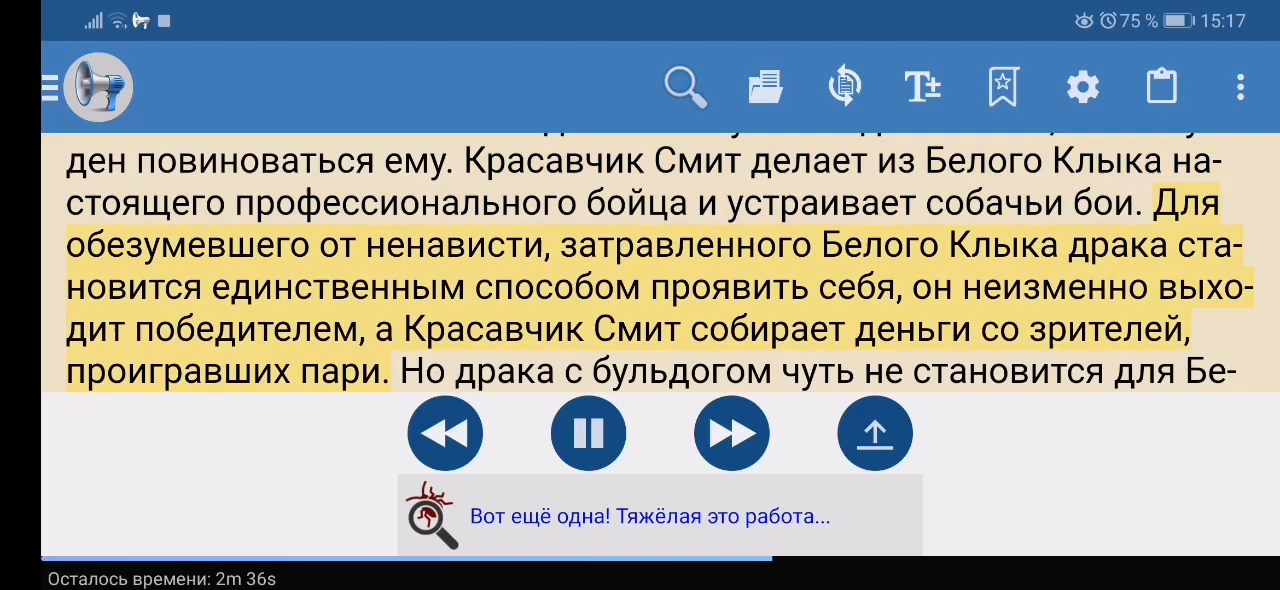 75 % 15:17
T±
ден повиноваться ему. Красавчик Смит делает из Белого Клыка на-
стоящего профессионального бойца и устраивает собачьи бои. Для
обезумевшего от ненависти, затравленного Белого Клыка драка ста-
новится единственным способом проявить себя, он неизменно выхо-
дит победителем, а Красавчик Смит собирает деньги со зрителей,
проигравших пари. Но драка с бульдогом чуть не становится для Бе-
Вот ещё одна! Тяжёлая это работа...
Осталось времени: 2m 36s